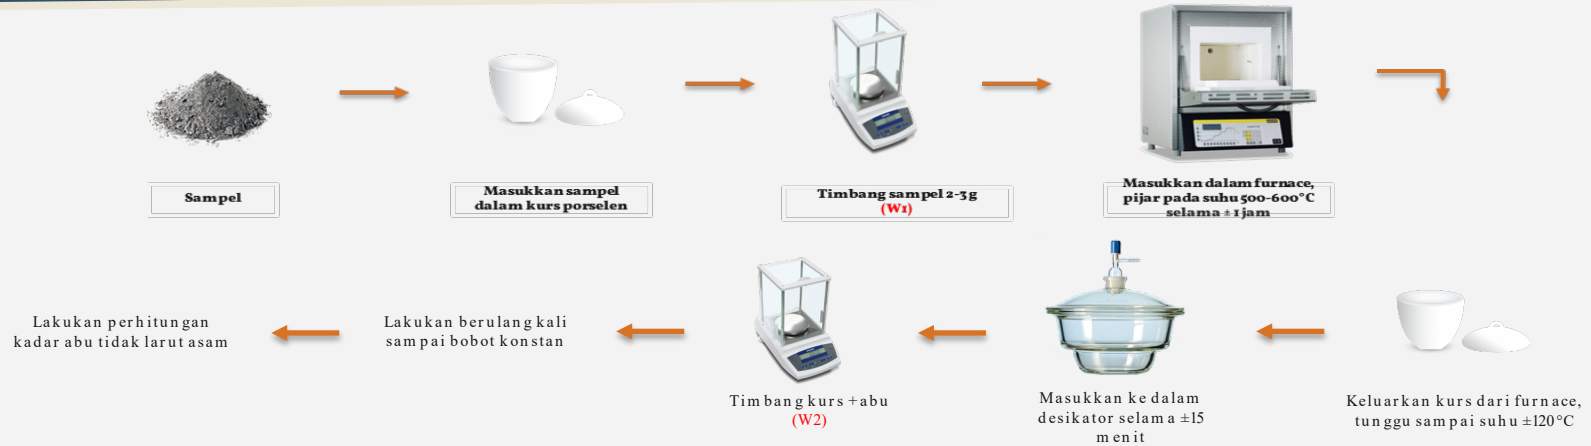 Sampel
Masukkan sampel
dalam kurs porselen
Timbang sampel 2-3 g
(W1)
Masukkan dalam furnace,
pijar pada suhu 500-600°C
selama ± 1 jam
Lakukan perhitungan
kadar abu tidak larut asam
Lakukan berulang kali
sampai bobot konstan
Timbang kurs +abu
(W2)
Masukkan ke dalam
desikator selama ±15
menit
Keluarkan kurs dari furnace,
tunggu sampai suhu ±120°C